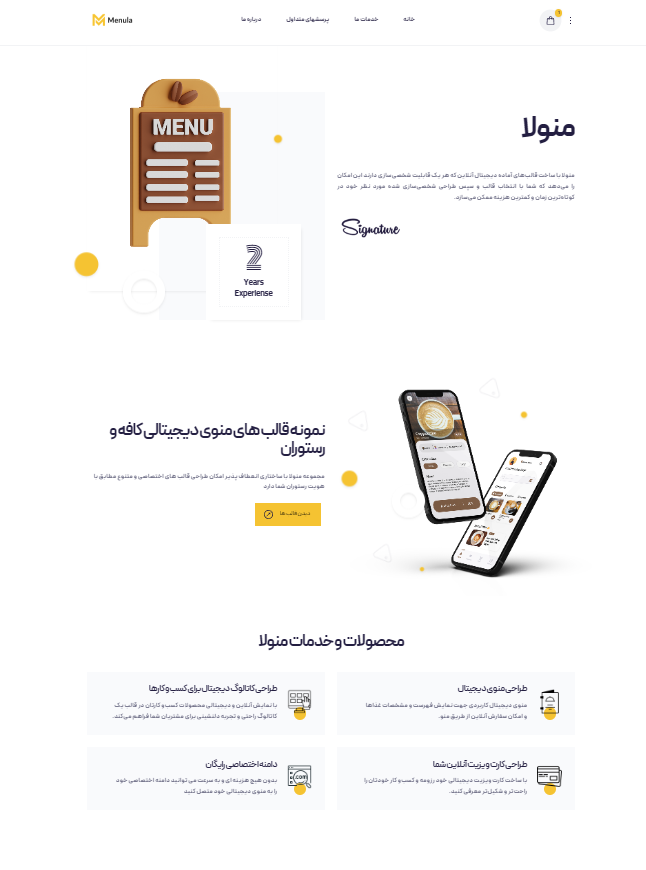 Menula
خانه
خدمات ما
پرسشهای متداول
درباره ما
منولا
منولا با ساخت قالب‌های آماده دیجیتال آنلاین که هر یک قابلیت شخصی‌سازی دارند این امکان
را می‌دهد که شما با انتخاب قالب و سپس طراحی شخصی‌سازی شده مورد نظر خود در
کوتاه‌ترین زمان و کمترین هزینه ممکن می‌سازد.
Signature
MENU
2
Years
Experiense
نمونه قالب های منوی دیجیتالی کافه و
رستوران
مجموعه منولا با ساختاری انعطاف پذیر امکان طراحی قالب های اختصاصی و متنوع مطابق با
هویت رستوران شما دارد
دیدن قالب ها
محصولات و خدمات منولا
طراحی منوی دیجیتال
منوی دیجیتال کاربردی جهت نمایش فهرست و مشخصات غذاها
و امکان سفارش آنلاین از طریق منو.
طراحی کاتالوگ دیجیتال برای کسب و کارها
با نمایش آنلاین و دیجیتالی محصولات کسب و کارتان در قالب یک
کاتالوگ راحتی و تجربه دلنشینی برای مشتریان شما فراهم می‌کند.
طراحی کارت ویزیت آنلاین شما
با ساخت کارت ویزیت دیجیتالی خود رزومه و کسب و کار خودتان را
راحت‌تر و شکیل‌تر معرفی کنید.
دامنه اختصاصی رایگان
بدون هیچ هزینه ای و به سرعت می توانید دامنه اختصاصی خود
را به منوی دیجیتالی خود متصل کنید
.com